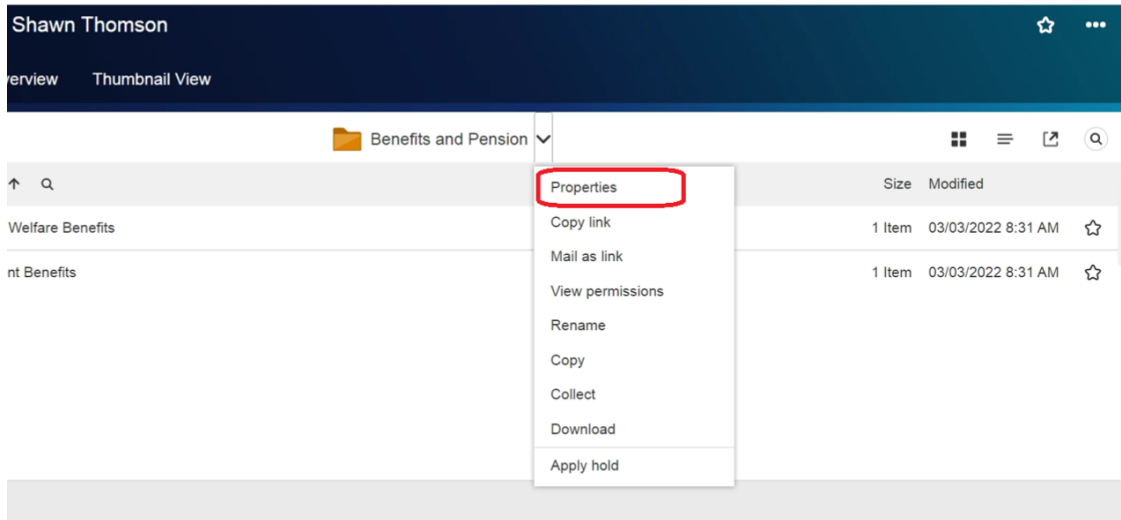 Shawn Thomson
verview Thumbnail View
Benefits and Pension
Size Modified
Welfare Benefits 1 Item 03/03/2022 8:31 AM
nt Benefits 1 Item 03/03/2022 8:31 AM
Properties
Copy link
Mail as link
View permissions
Rename
Copy
Collect
Download
Apply hold